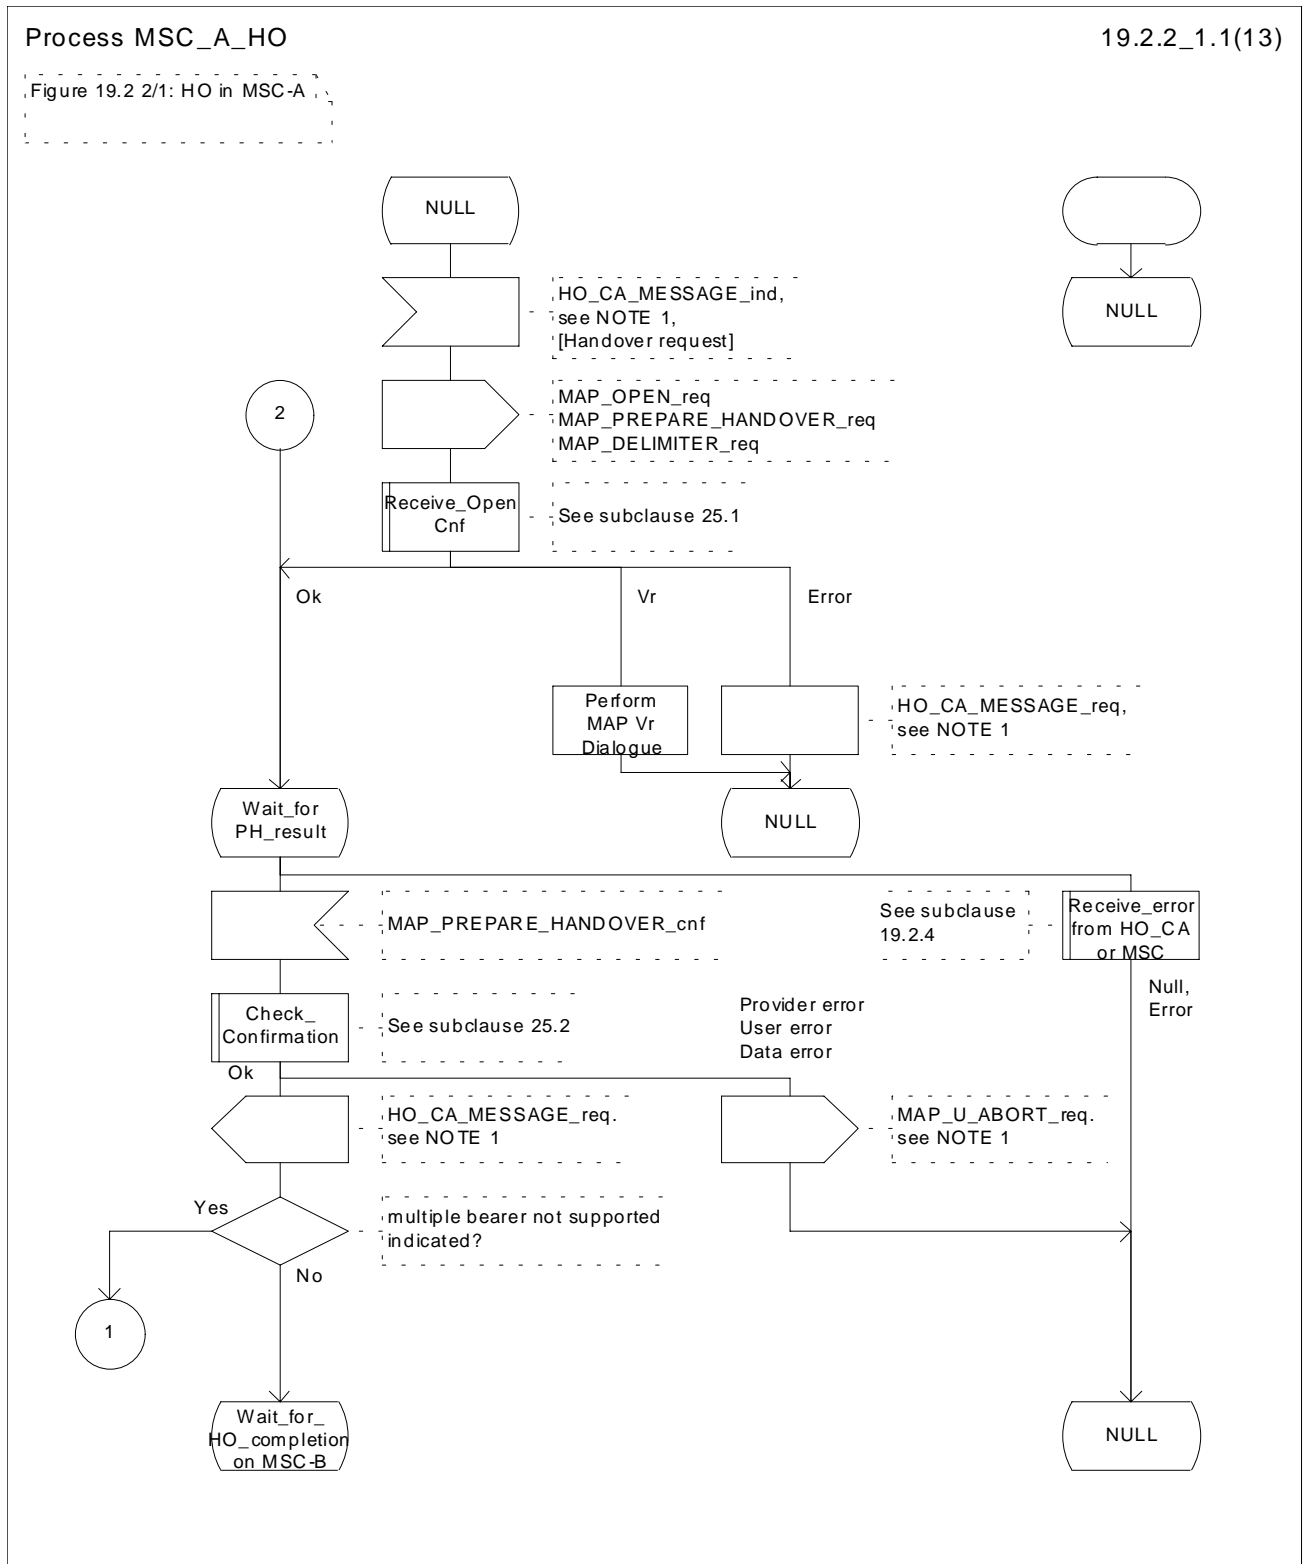 Process MSC_A_HO
19.2.2_1.1(13)
Figure 19.2 2/1: HO in MSC-A
NULL
HO_CA_MESSAGE_ind,
see NOTE 1,
[Handover request]
NULL
2
MAP_OPEN_req
MAP_PREPARE_HANDOVER_req
MAP_DELIMITER_req
Receive_Open
Cnf
See subclause 25.1
Ok
Vr
Error
Perform
MAP Vr
Dialogue
HO_CA_MESSAGE_req,
see NOTE 1
Wait_for
PH_result
NULL
MAP_PREPARE_HANDOVER_cnf
See subclause
19.2.4
Receive_error
from HO_CA
or MSC
Null,
Error
Check_
Confirmation
See subclause 25.2
Provider error
User error
Data error
Ok
HO_CA_MESSAGE_req.
see NOTE 1
MAP_U_ABORT_req.
see NOTE 1
Yes
multiple bearer not supported
indicated?
No
1
Wait_for_
HO_completion
on MSC-B
NULL